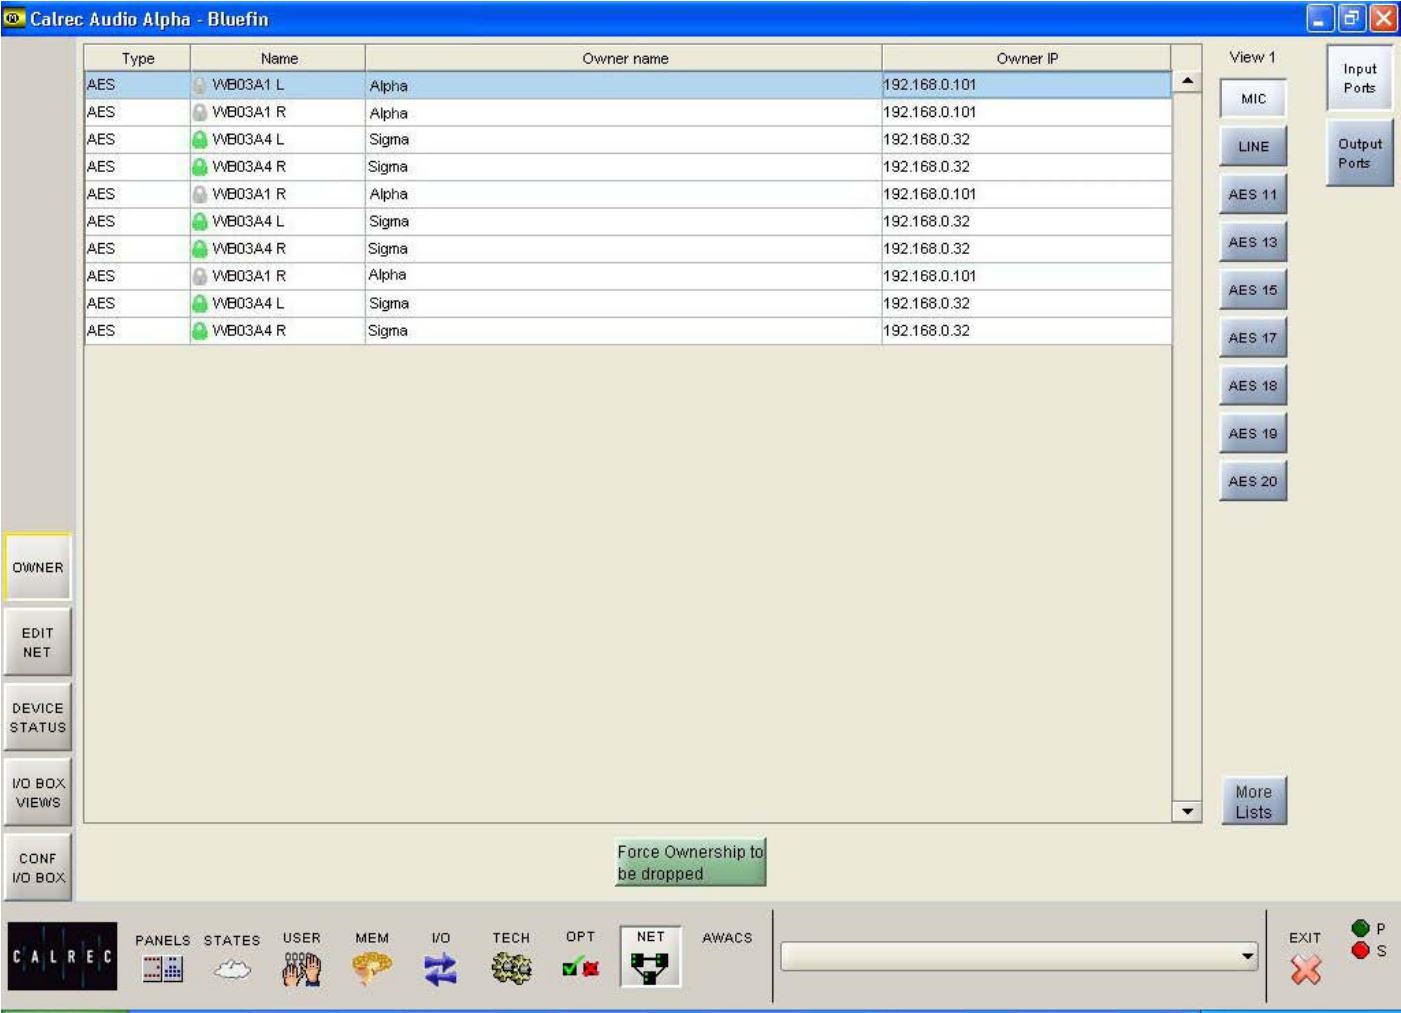 Calrec Audio Alpha - Bluefin
Type Name Owner name Owner IP
AES WB03A1 L Alpha 192.168.0.101
AES WB03A1 R Alpha 192.168.0.101
AES WB03A4 L Sigma 192.168.0.32
AES WB03A4 R Sigma 192.168.0.32
AES WB03A1 R Alpha 192.168.0.101
AES WB03A4 L Sigma 192.168.0.32
AES WB03A4 R Sigma 192.168.0.32
AES WB03A1 R Alpha 192.168.0.101
AES WB03A4 L Sigma 192.168.0.32
AES WB03A4 R Sigma 192.168.0.32
View 1
MIC
LINE
AES 11
AES 13
AES 15
AES 17
AES 18
AES 19
AES 20
More
Lists
Input
Ports
Output
Ports
OWNER
EDIT
NET
DEVICE
STATUS
I/O BOX
VIEWS
CONF
I/O BOX
Force Ownership to
be dropped
CALREC
PANELS STATES USER MEM I/O TECH OPT NET AWACS
EXIT
P
S